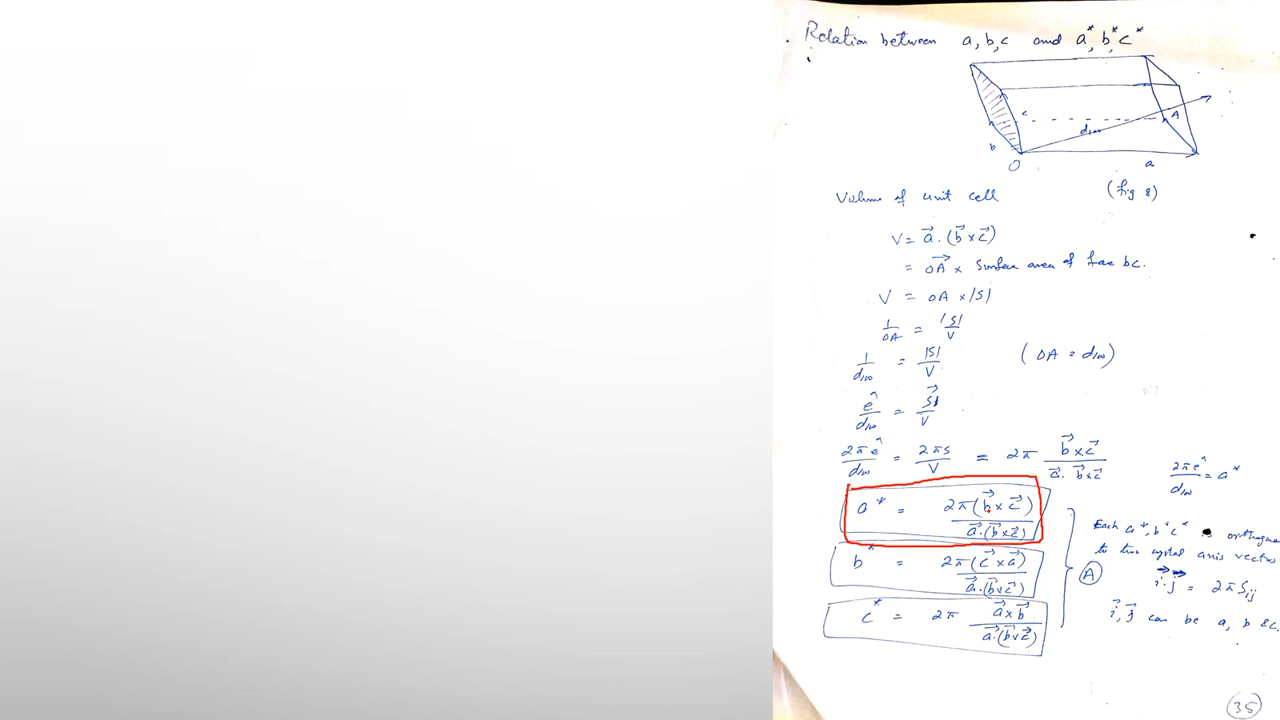 Relation between a, b, c and a*, b*, c*
c
A
d₁₀₀
b
O
a
(fig 8)
Volume of unit cell
V = a⃗ . (b⃗ × c⃗)
= OA⃗ × Surface area of face bc.
V = OA × |S|
1/OA = |S|/V
1/d₁₀₀ = |S|/V (OA = d₁₀₀)
ê/d₁₀₀ = S⃗/V
2πê/d₁₀₀ = 2πs/V = 2π b⃗×c⃗/a⃗. b⃗×c⃗ 2πê/d₁₀₀ = a*
a* = 2π(b⃗×c⃗)/a⃗.(b⃗×c⃗)
b* = 2π(c⃗×a⃗)/a⃗.(b⃗×c⃗)
c* = 2π a⃗×b⃗/a⃗.(b⃗×c⃗)
(A)
Each a*, b* c* orthogonal
to two crystal axis vectors
i⃗.j⃗ = 2πδij
i⃗, j⃗ can be a, b & c.
35